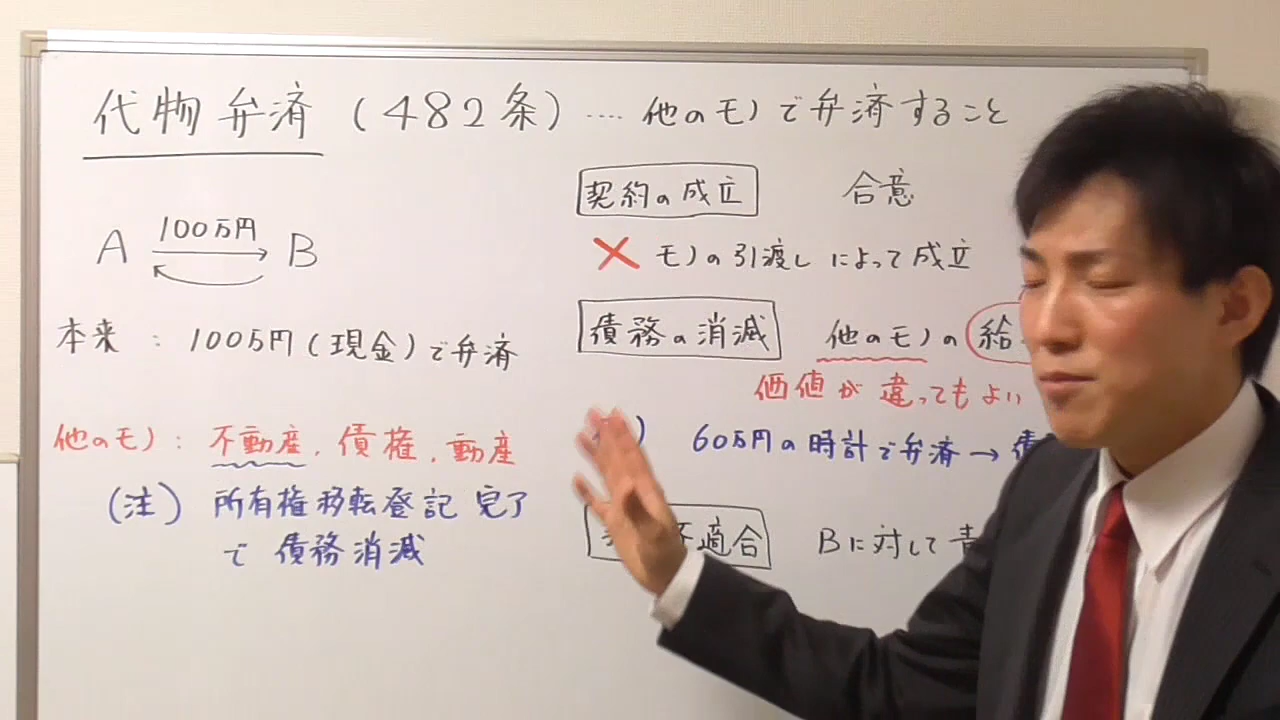 代物弁済(482条)....他のモノで弁済すること
A 100万円 B
本来：100万円(現金)で弁済
他のモノ：不動産,債権,動産
(注) 所有権移転登記 完了
で 債務消滅
契約の成立 合意
× モノの引渡しによって成立
債務の消滅 他のモノの給
価値が違ってもよい
) 60万円の時計で弁済→債
不適合 Bに対して責